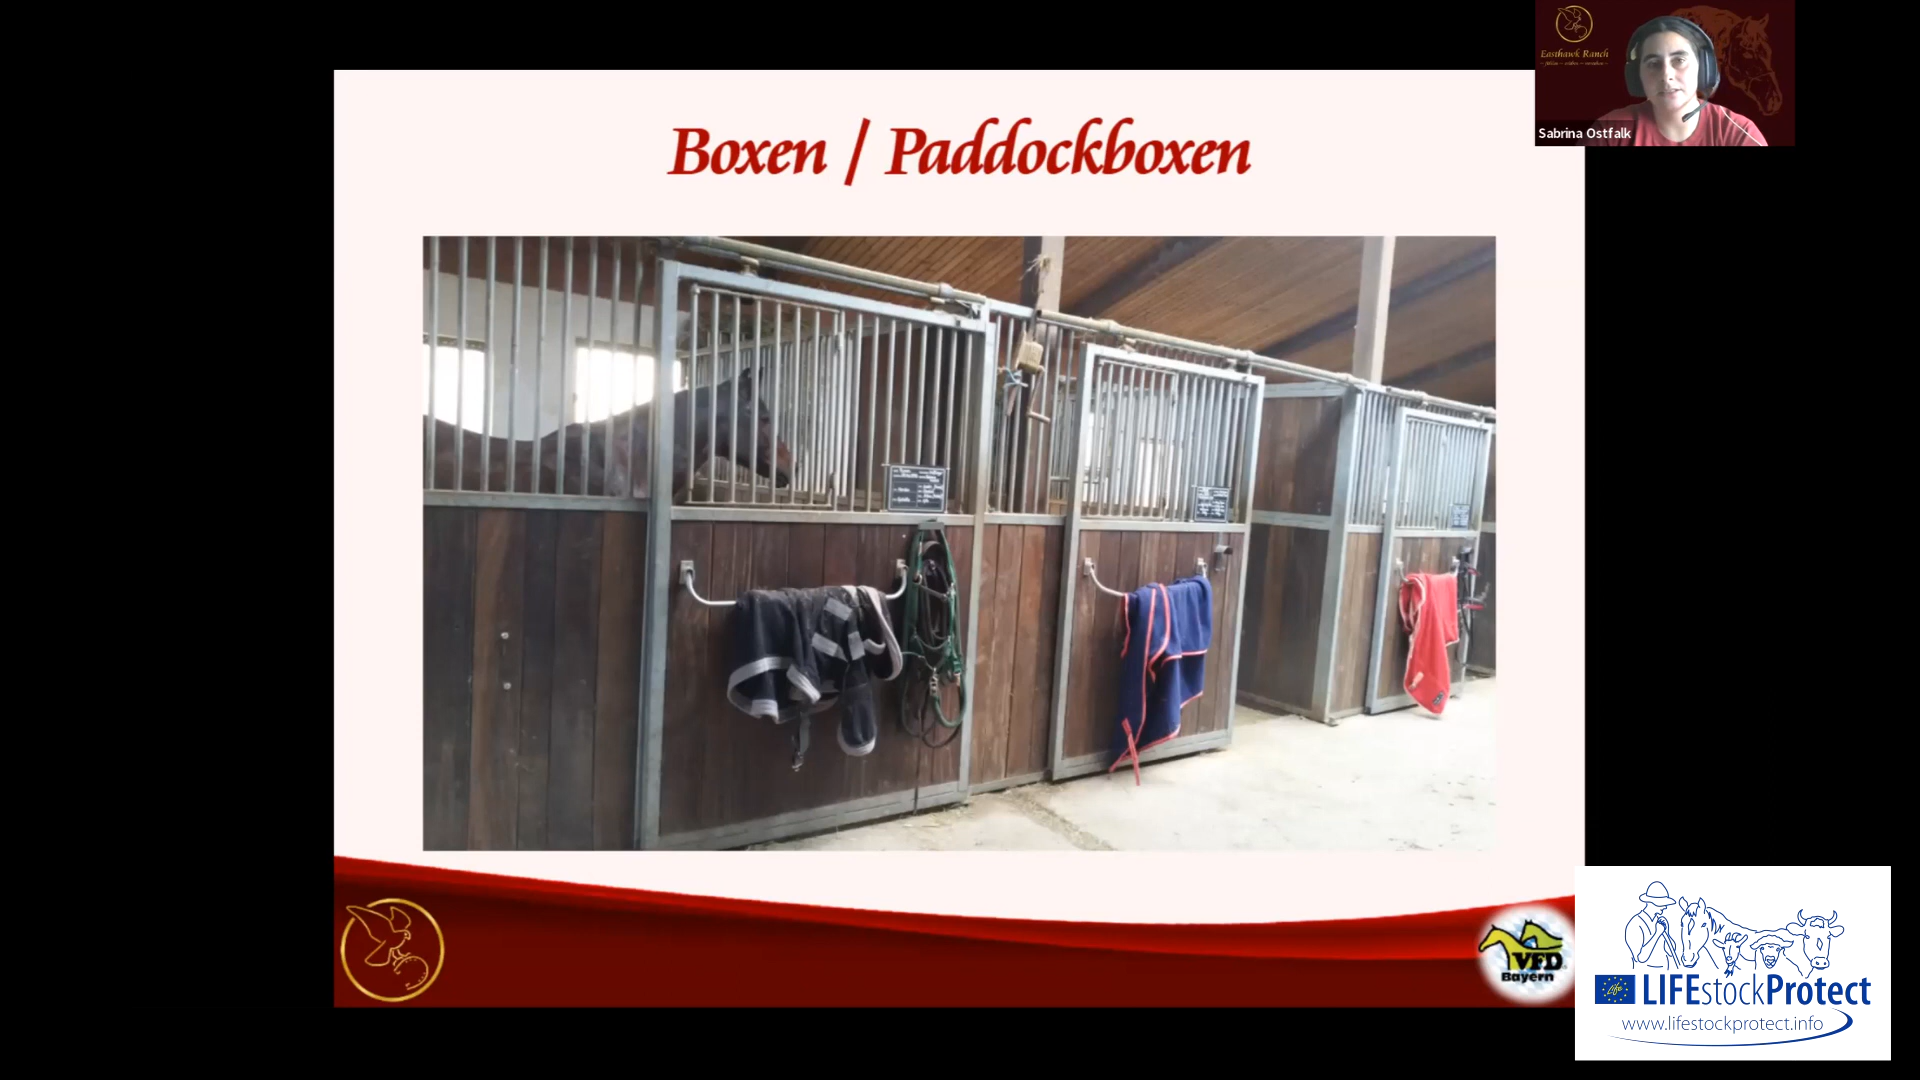 Easthawk Ranch
Sabrina Ostfalk
Boxen / Paddockboxen
VFD
Bayern
LIFEstockProtect
www.lifestockprotect.info